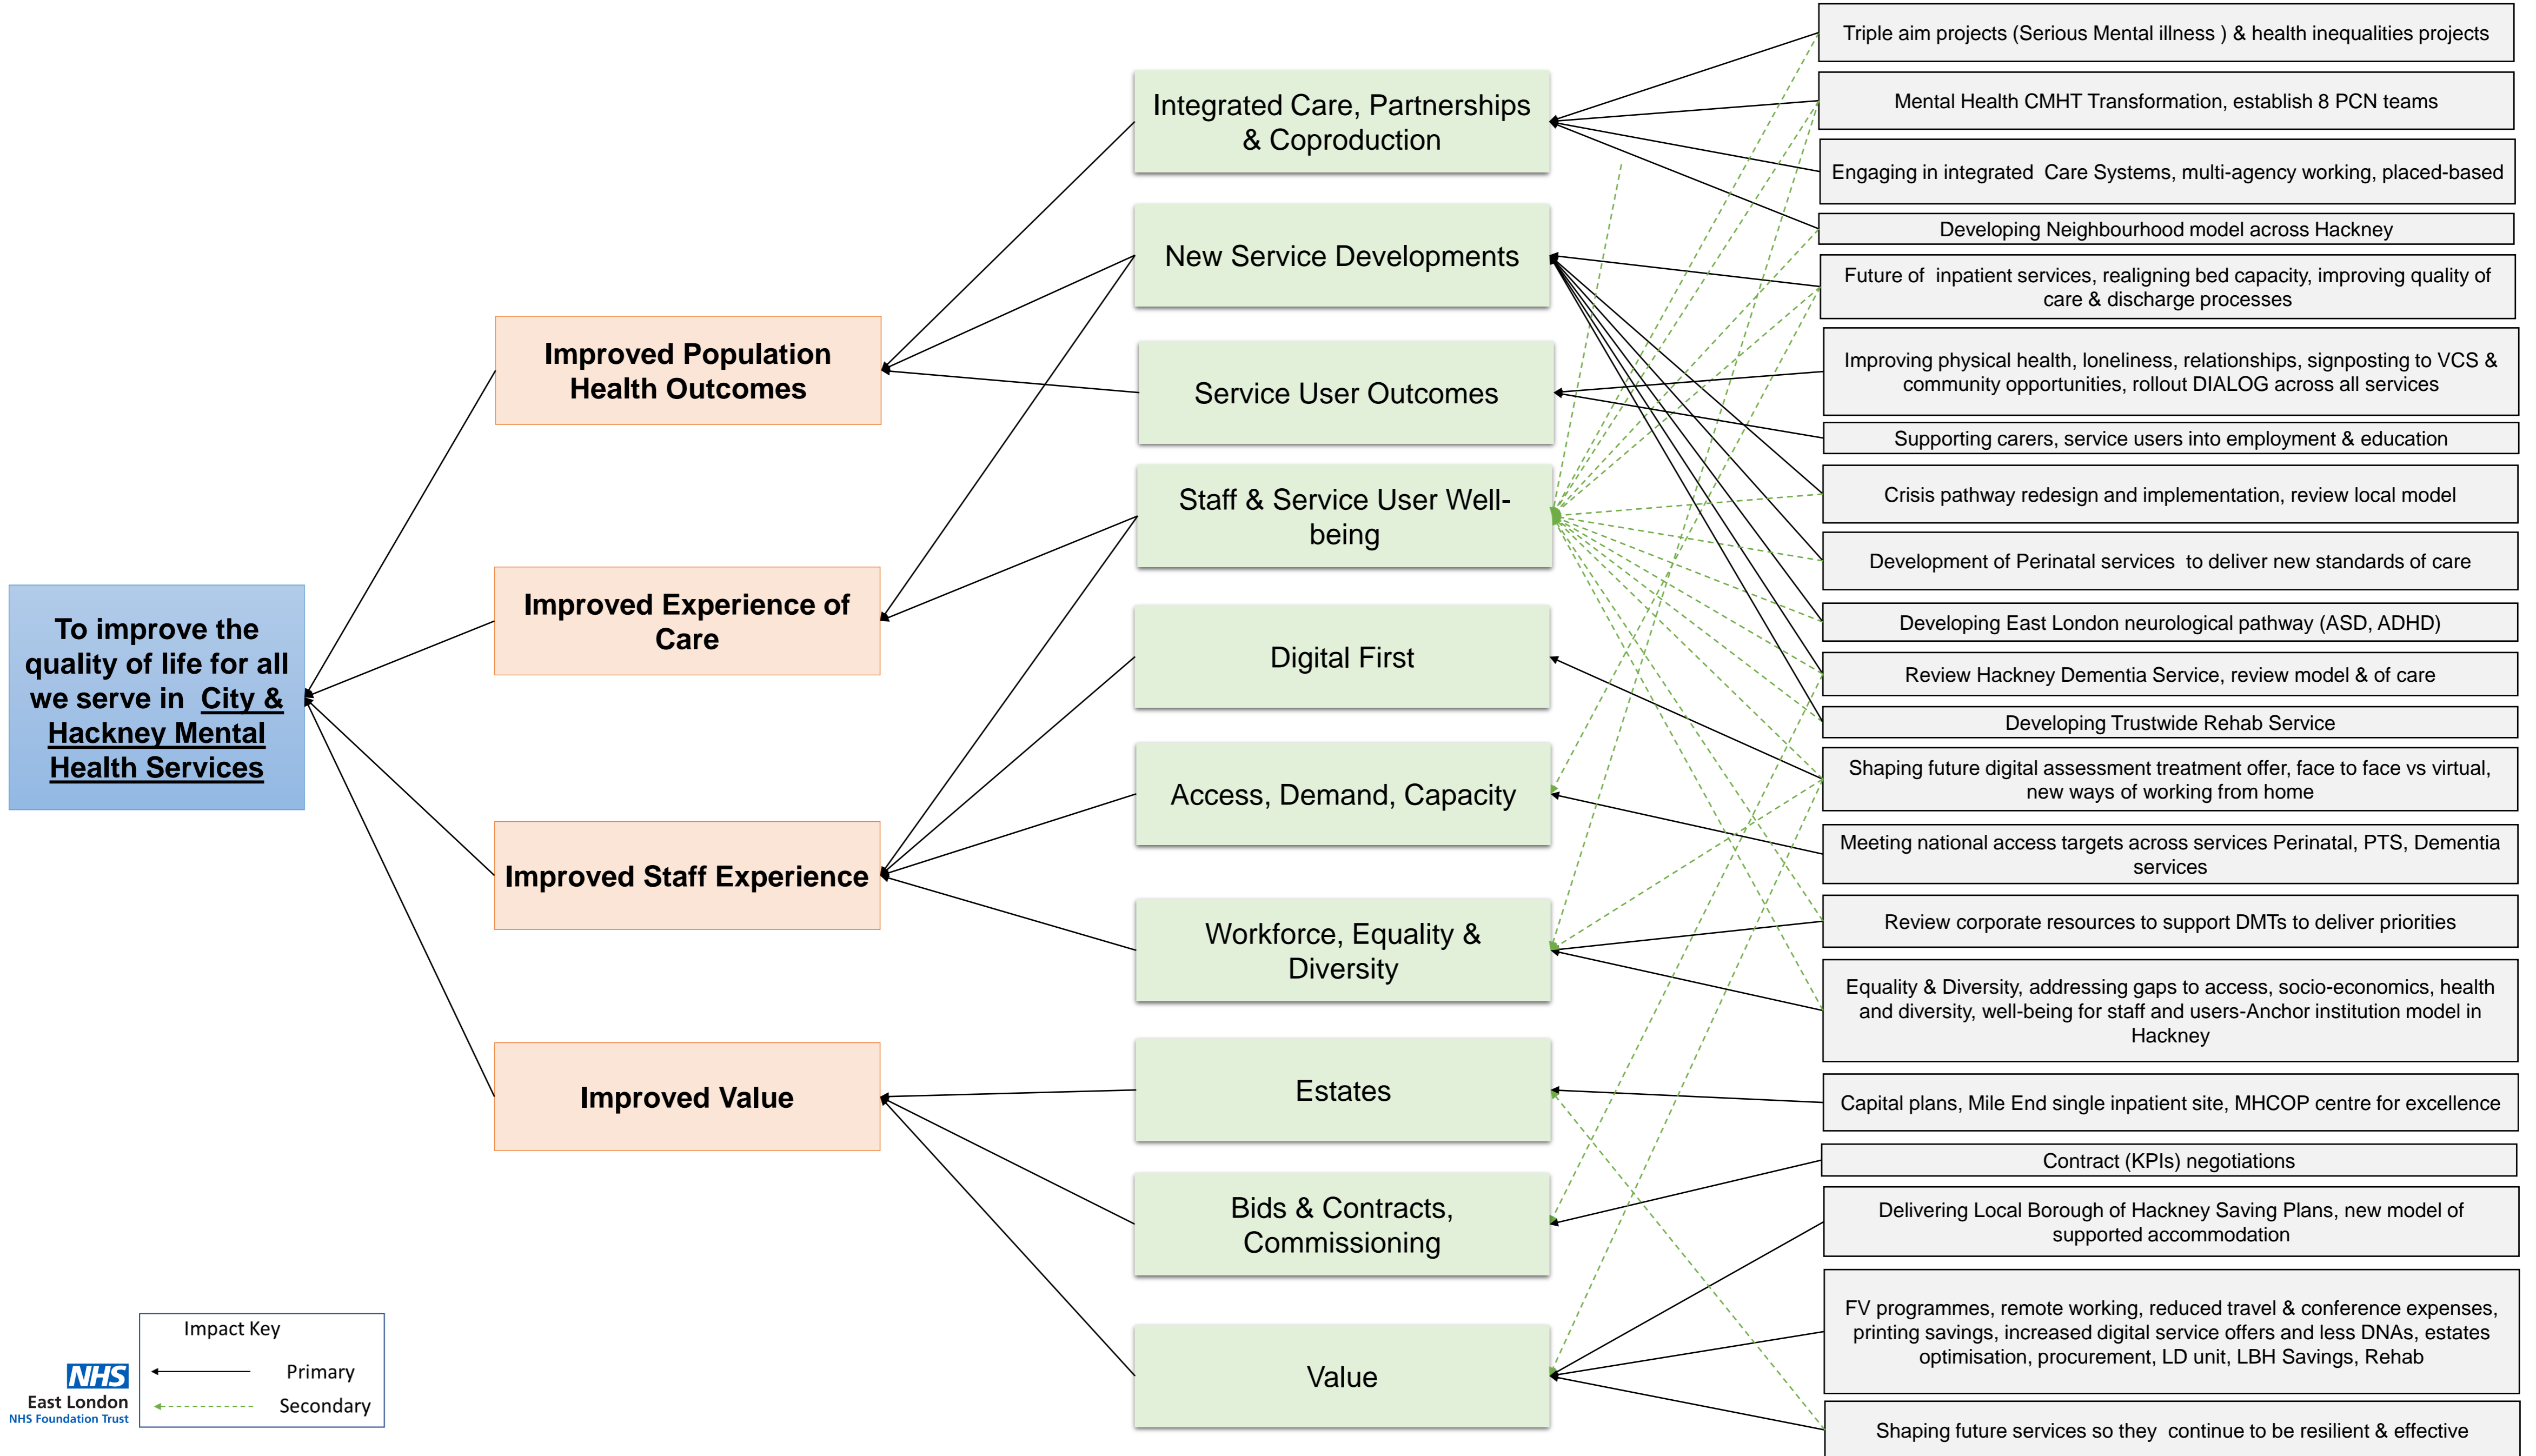 To improve the
quality of life for all
we serve in City &
Hackney Mental
Health Services
Improved Population
Health Outcomes
Improved Experience of
Care
Improved Staff Experience
Improved Value
Integrated Care, Partnerships
& Coproduction
New Service Developments
Service User Outcomes
Staff & Service User Well-
being
Digital First
Access, Demand, Capacity
Workforce, Equality &
Diversity
Estates
Bids & Contracts,
Commissioning
Value
Triple aim projects (Serious Mental illness ) & health inequalities projects
Mental Health CMHT Transformation, establish 8 PCN teams
Engaging in integrated Care Systems, multi-agency working, placed-based
Developing Neighbourhood model across Hackney
Future of inpatient services, realigning bed capacity, improving quality of
care & discharge processes
Improving physical health, loneliness, relationships, signposting to VCS &
community opportunities, rollout DIALOG across all services
Supporting carers, service users into employment & education
Crisis pathway redesign and implementation, review local model
Development of Perinatal services to deliver new standards of care
Developing East London neurological pathway (ASD, ADHD)
Review Hackney Dementia Service, review model & of care
Developing Trustwide Rehab Service
Shaping future digital assessment treatment offer, face to face vs virtual,
new ways of working from home
Meeting national access targets across services Perinatal, PTS, Dementia
services
Review corporate resources to support DMTs to deliver priorities
Equality & Diversity, addressing gaps to access, socio-economics, health
and diversity, well-being for staff and users-Anchor institution model in
Hackney
Capital plans, Mile End single inpatient site, MHCOP centre for excellence
Contract (KPIs) negotiations
Delivering Local Borough of Hackney Saving Plans, new model of
supported accommodation
FV programmes, remote working, reduced travel & conference expenses,
printing savings, increased digital service offers and less DNAs, estates
optimisation, procurement, LD unit, LBH Savings, Rehab
Shaping future services so they continue to be resilient & effective
NHS
East London
NHS Foundation Trust
Impact Key
Primary
Secondary